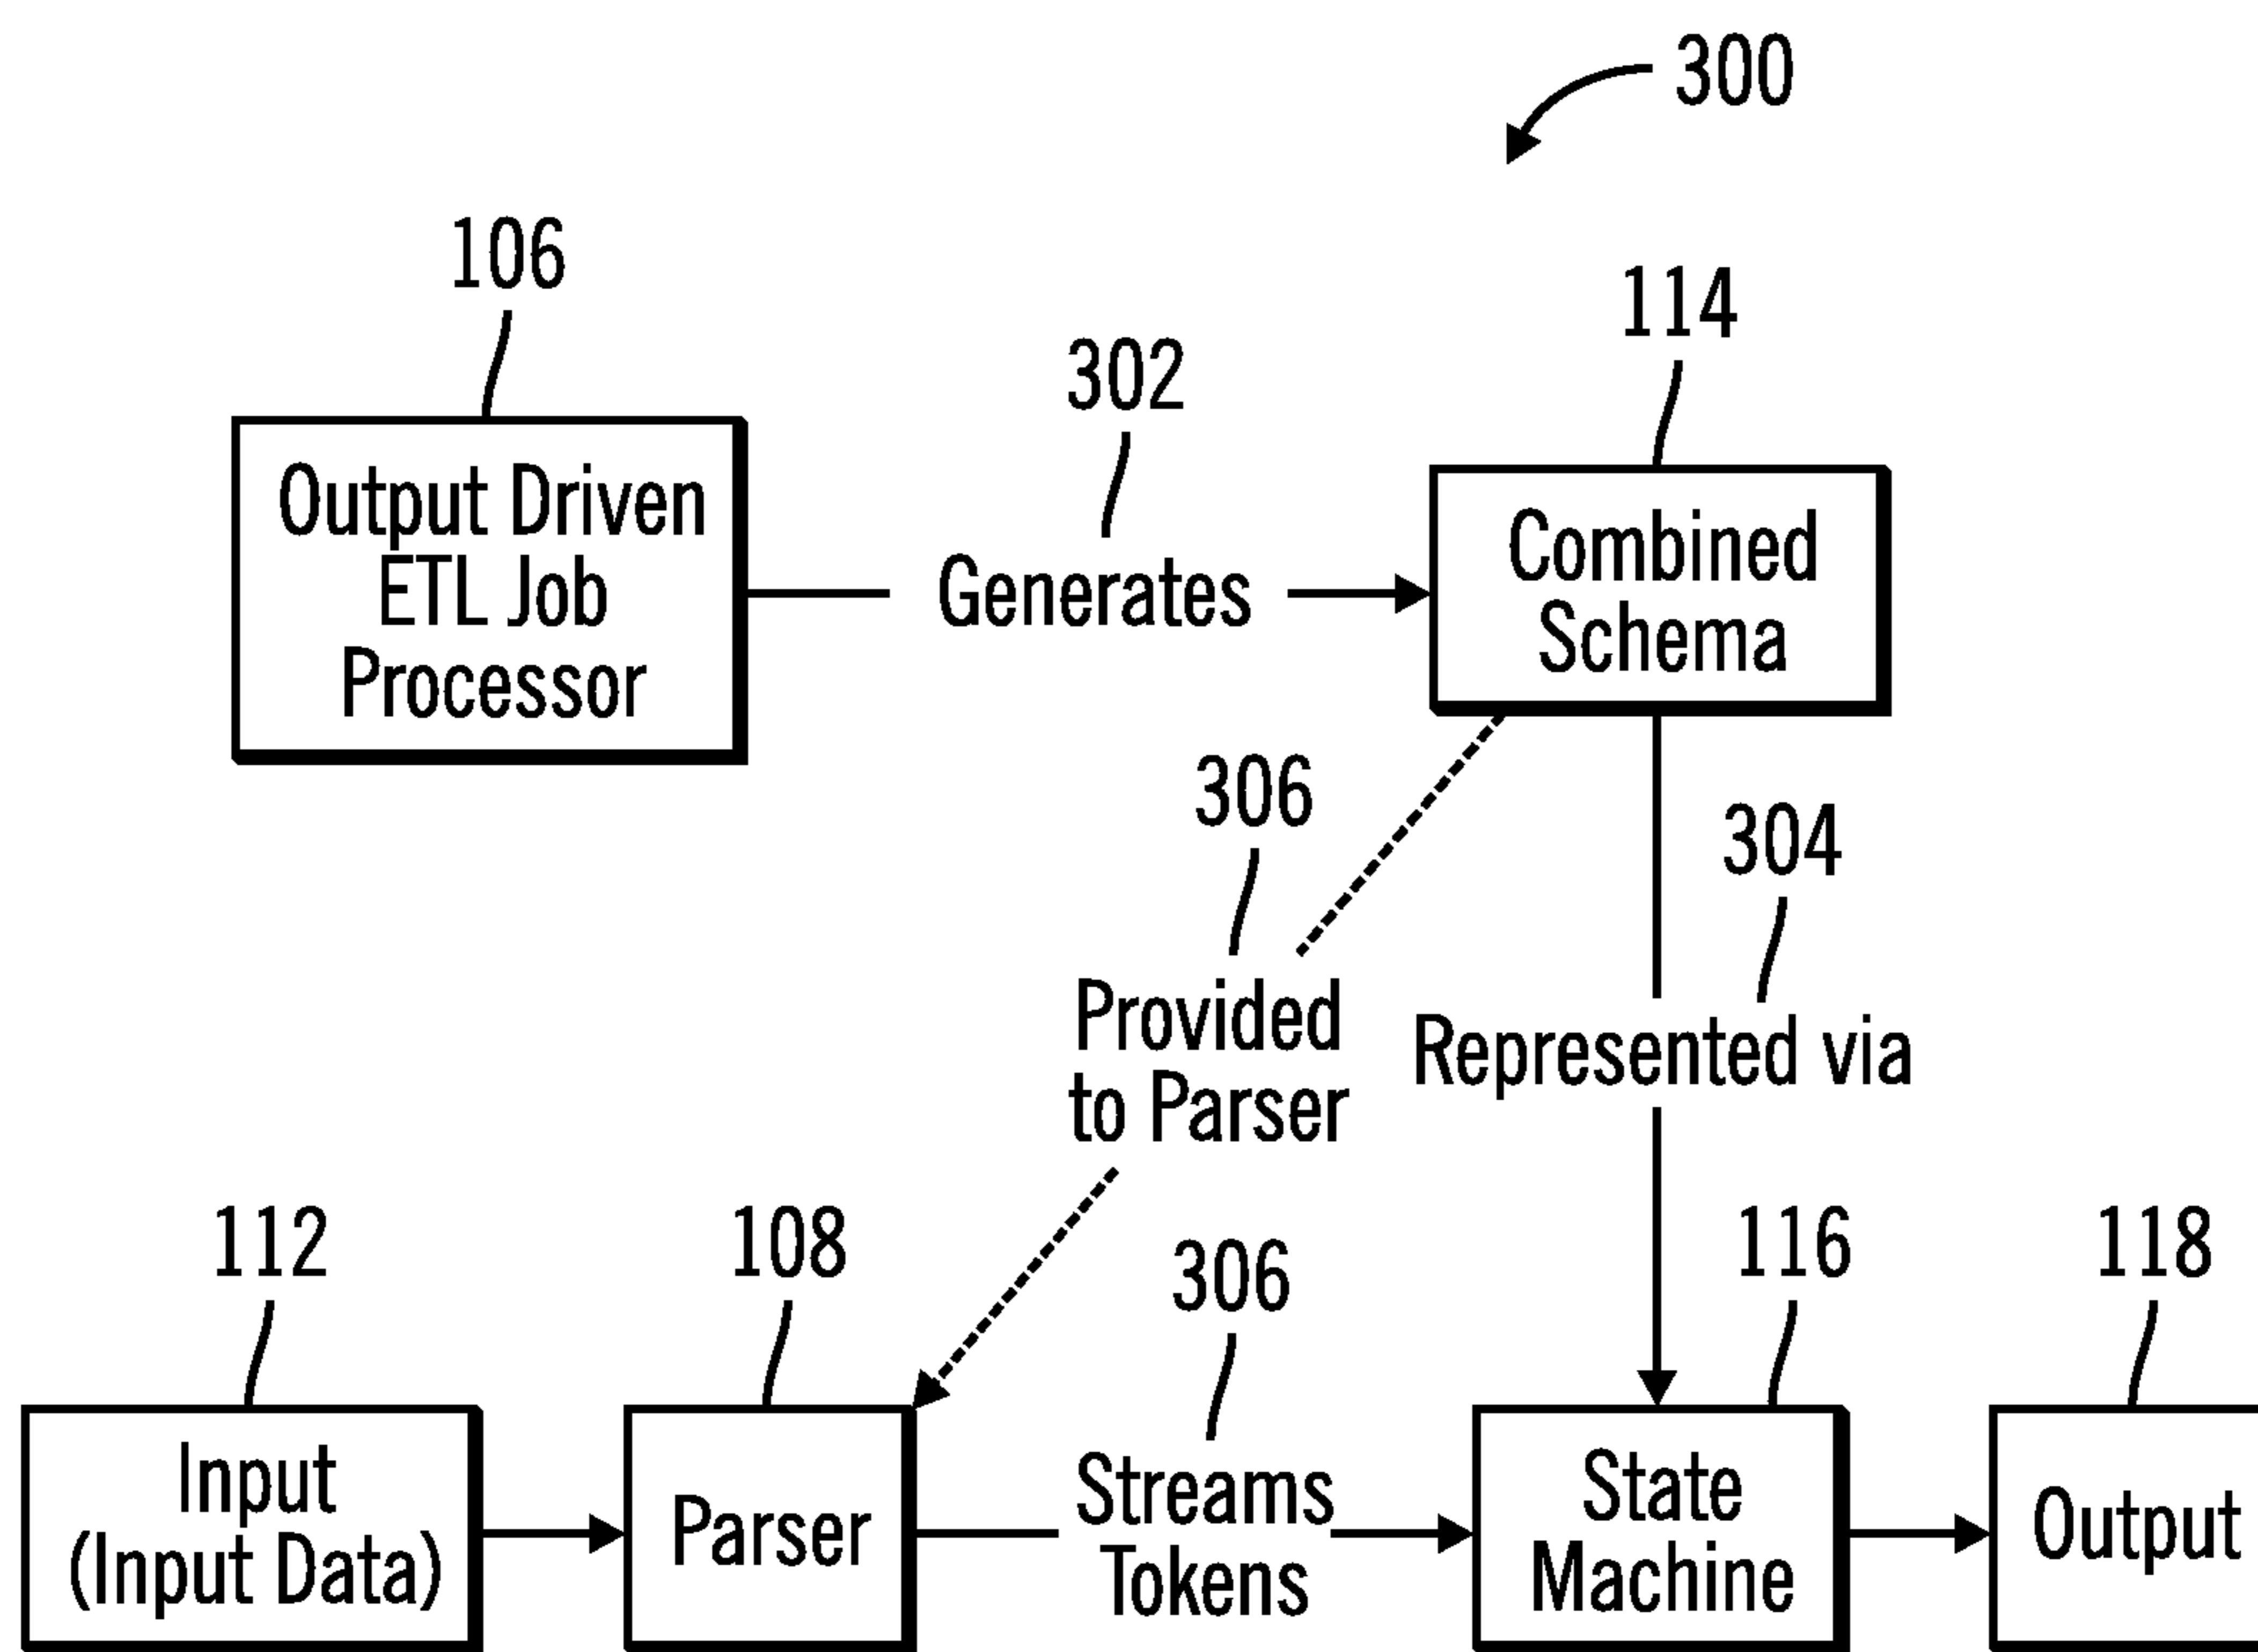 300
106
114
302
Output Driven
ETL Job
Processor
Generates
Combined
Schema
306
304
Provided
to Parser
Represented via
112
108
306
116
118
Input
(Input Data)
Parser
Streams
Tokens
State
Machine
Output